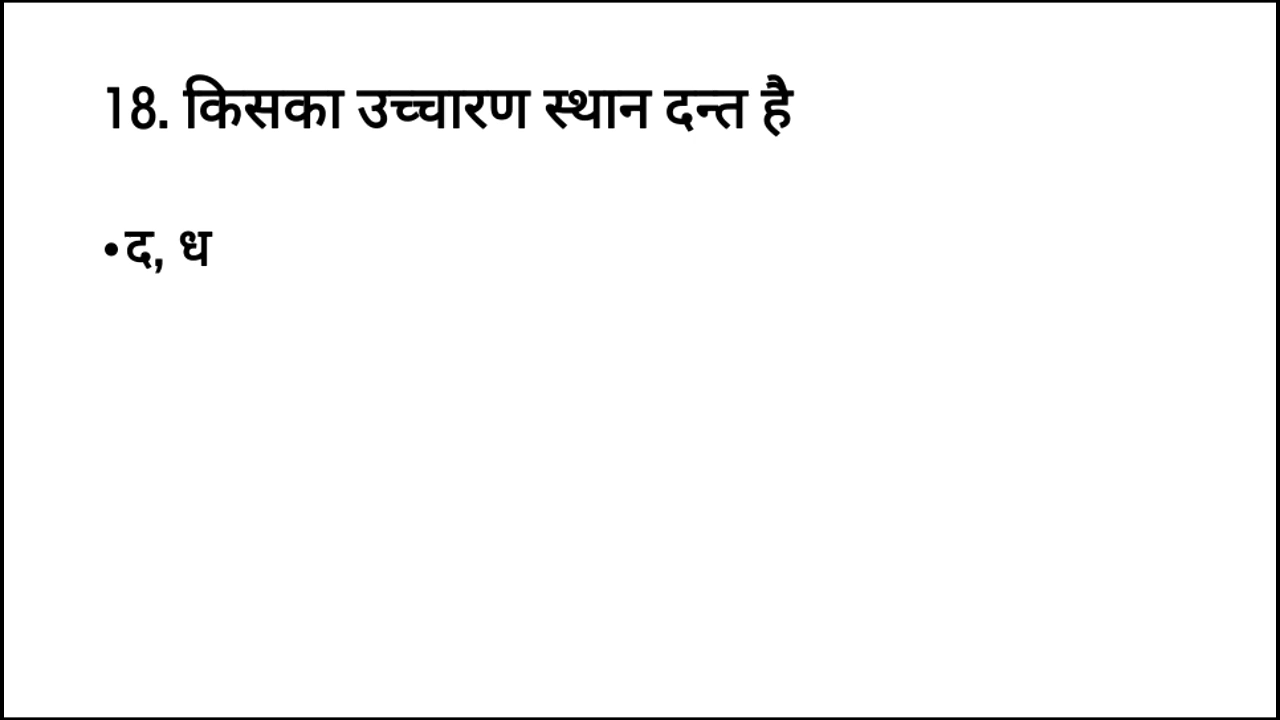 18. किसका उच्चारण स्थान दन्त है
•द, ध